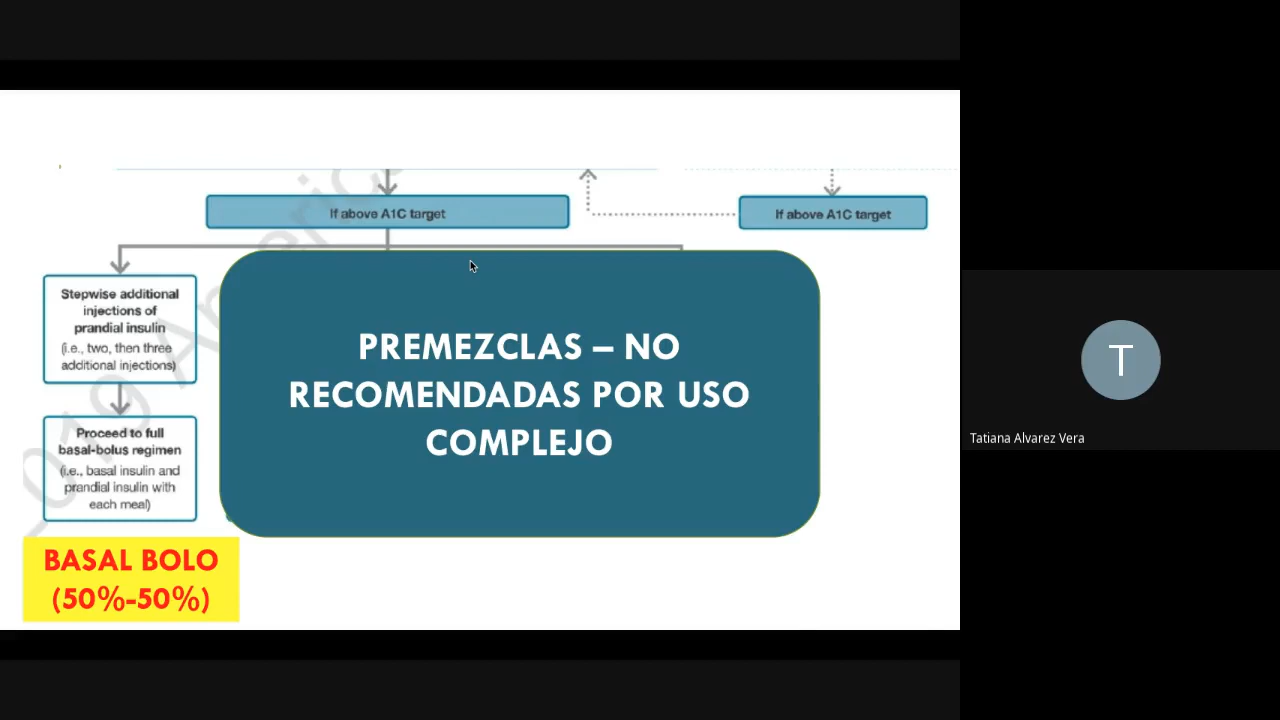 If above A1C target
If above A1C target
Stepwise additional
injections of
prandial insulin
(i.e., two, then three
additional injections)
Proceed to full
basal-bolus regimen
(i.e., basal insulin and
prandial insulin with
each meal)
BASAL BOLO
(50%-50%)
PREMEZCLAS – NO
RECOMENDADAS POR USO
COMPLEJO
T
Tatiana Alvarez Vera